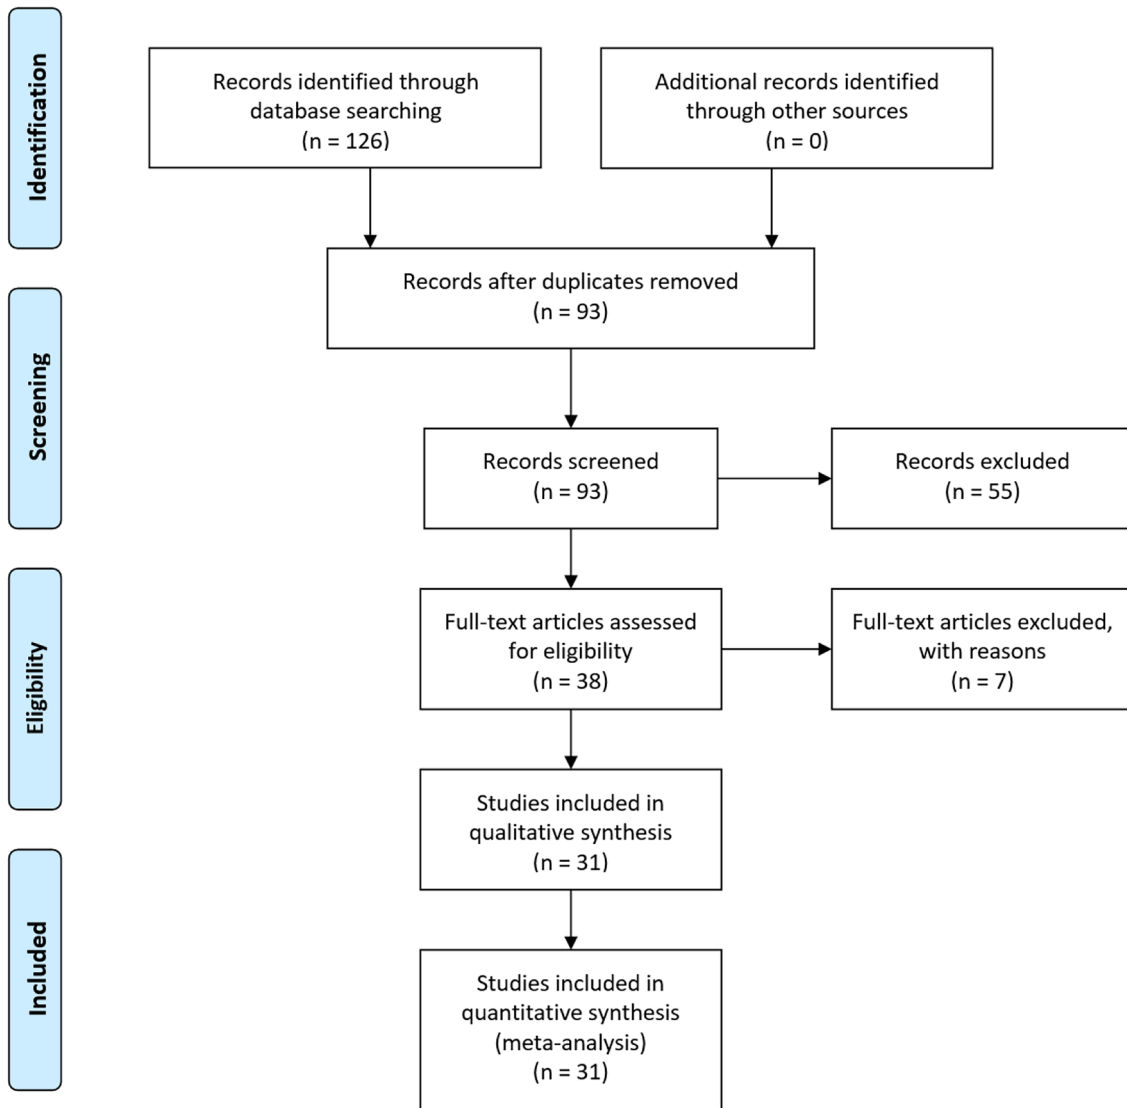 Identification
Records identified through
database searching
(n = 126)
Additional records identified
through other sources
(n = 0)
Records after duplicates removed
(n = 93)
Screening
Records screened
(n = 93)
Records excluded
(n = 55)
Eligibility
Full-text articles assessed
for eligibility
(n = 38)
Full-text articles excluded,
with reasons
(n = 7)
Studies included in
qualitative synthesis
(n = 31)
Included
Studies included in
quantitative synthesis
(meta-analysis)
(n = 31)